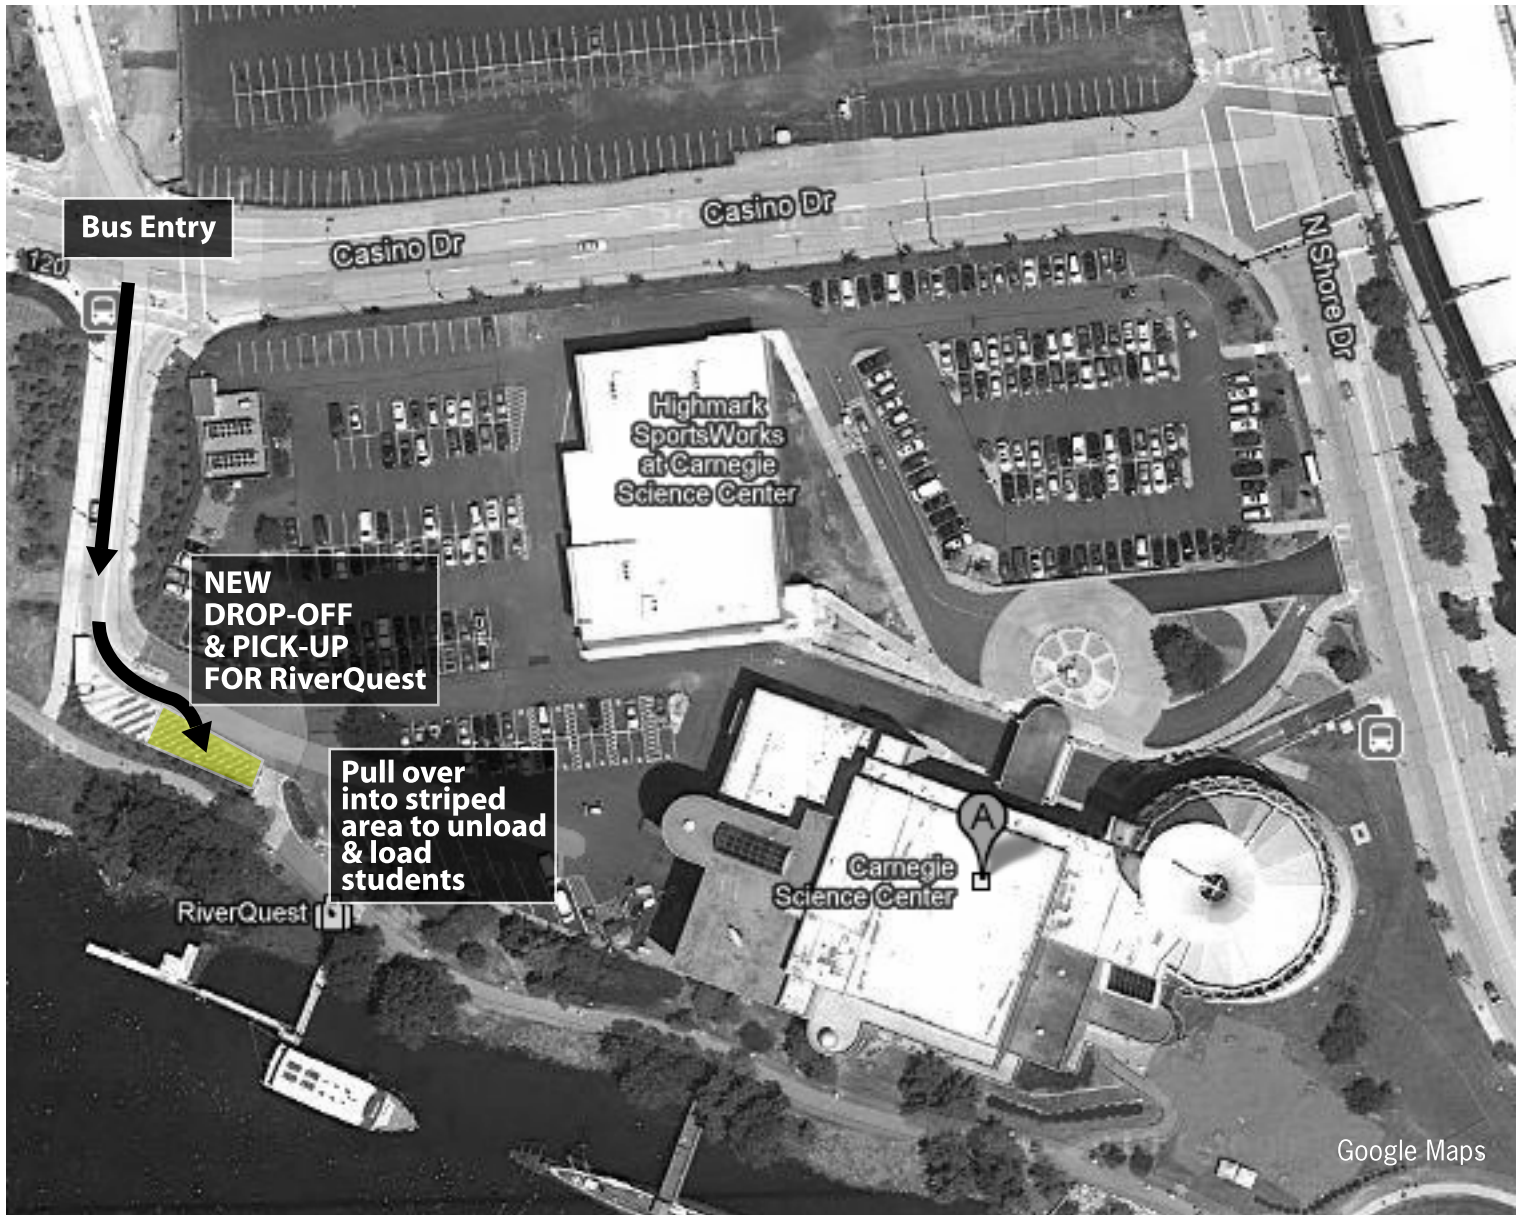 Bus Entry
Casino Dr
Casino Dr
120
N Shore Dr
Highmark
SportsWorks
at Carnegie
Science Center
NEW
DROP-OFF
& PICK-UP
FOR RiverQuest
Pull over
into striped
area to unload
& load
students
A
Carnegie
Science Center
RiverQuest
Google Maps